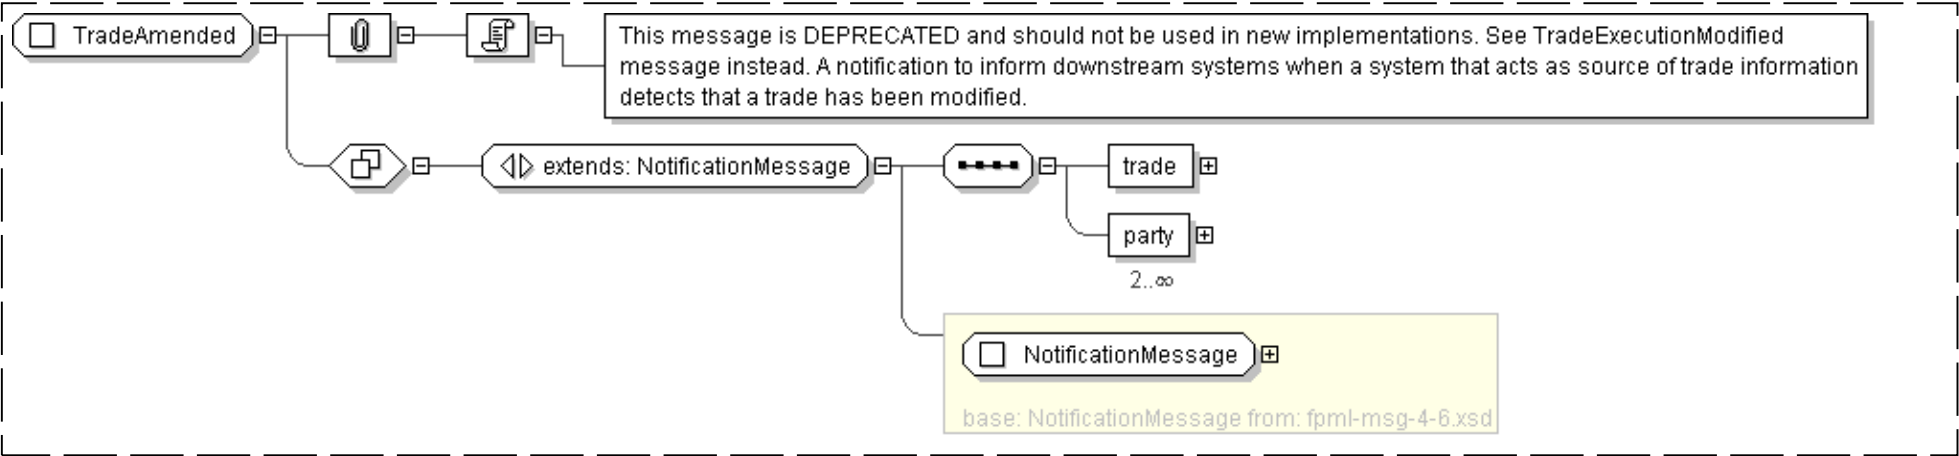 TradeAmended
This message is DEPRECATED and should not be used in new implementations. See TradeExecutionModified
message instead. A notification to inform downstream systems when a system that acts as source of trade information
detects that a trade has been modified.
extends: NotificationMessage
trade
party
2..∞
NotificationMessage
base: NotificationMessage from: fpml-msg-4-6.xsd